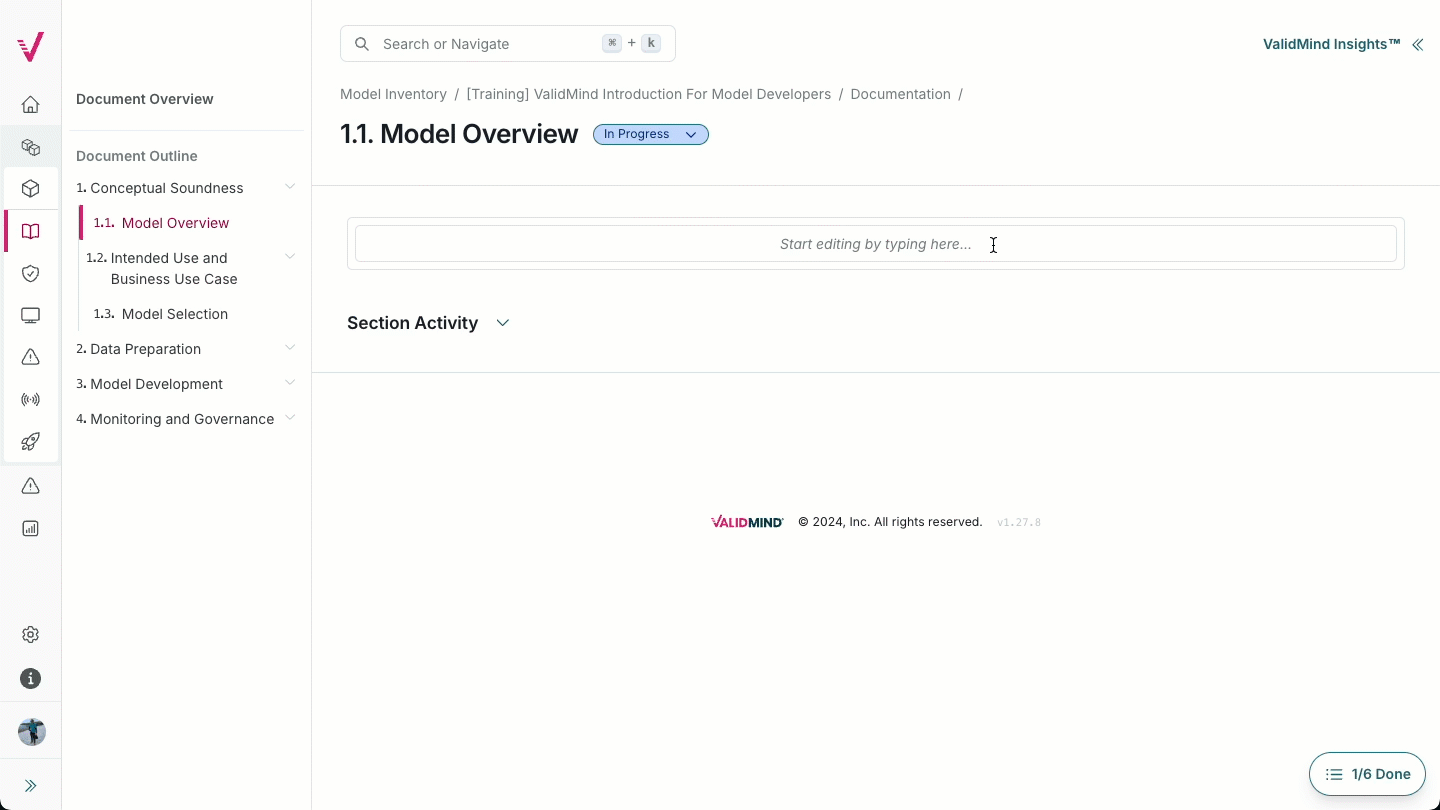 Search or Navigate ⌘ + k
ValidMind Insights™
Document Overview
Model Inventory / [Training] ValidMind Introduction For Model Developers / Documentation /
1.1. Model Overview
In Progress
Document Outline
1. Conceptual Soundness
1.1. Model Overview
1.2. Intended Use and
Business Use Case
1.3. Model Selection
2. Data Preparation
3. Model Development
4. Monitoring and Governance
Start editing by typing here...
Section Activity
VALIDMIND © 2024, Inc. All rights reserved. v1.27.8
1/6 Done